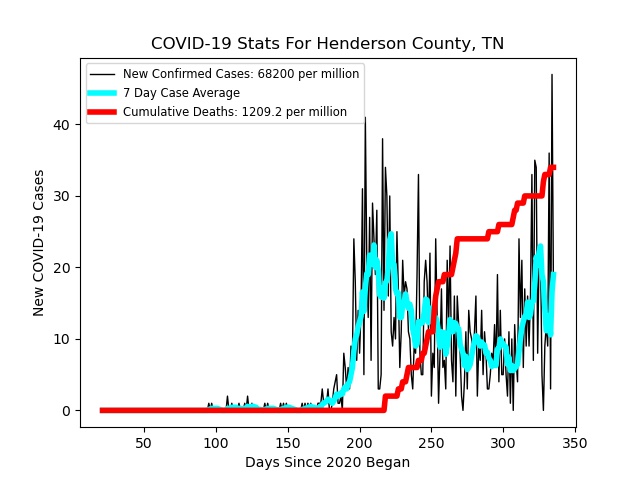 COVID-19 Stats For Henderson County, TN
New Confirmed Cases: 68200 per million
7 Day Case Average
Cumulative Deaths: 1209.2 per million
New COVID-19 Cases
40
30
20
10
0
50 100 150 200 250 300 350
Days Since 2020 Began